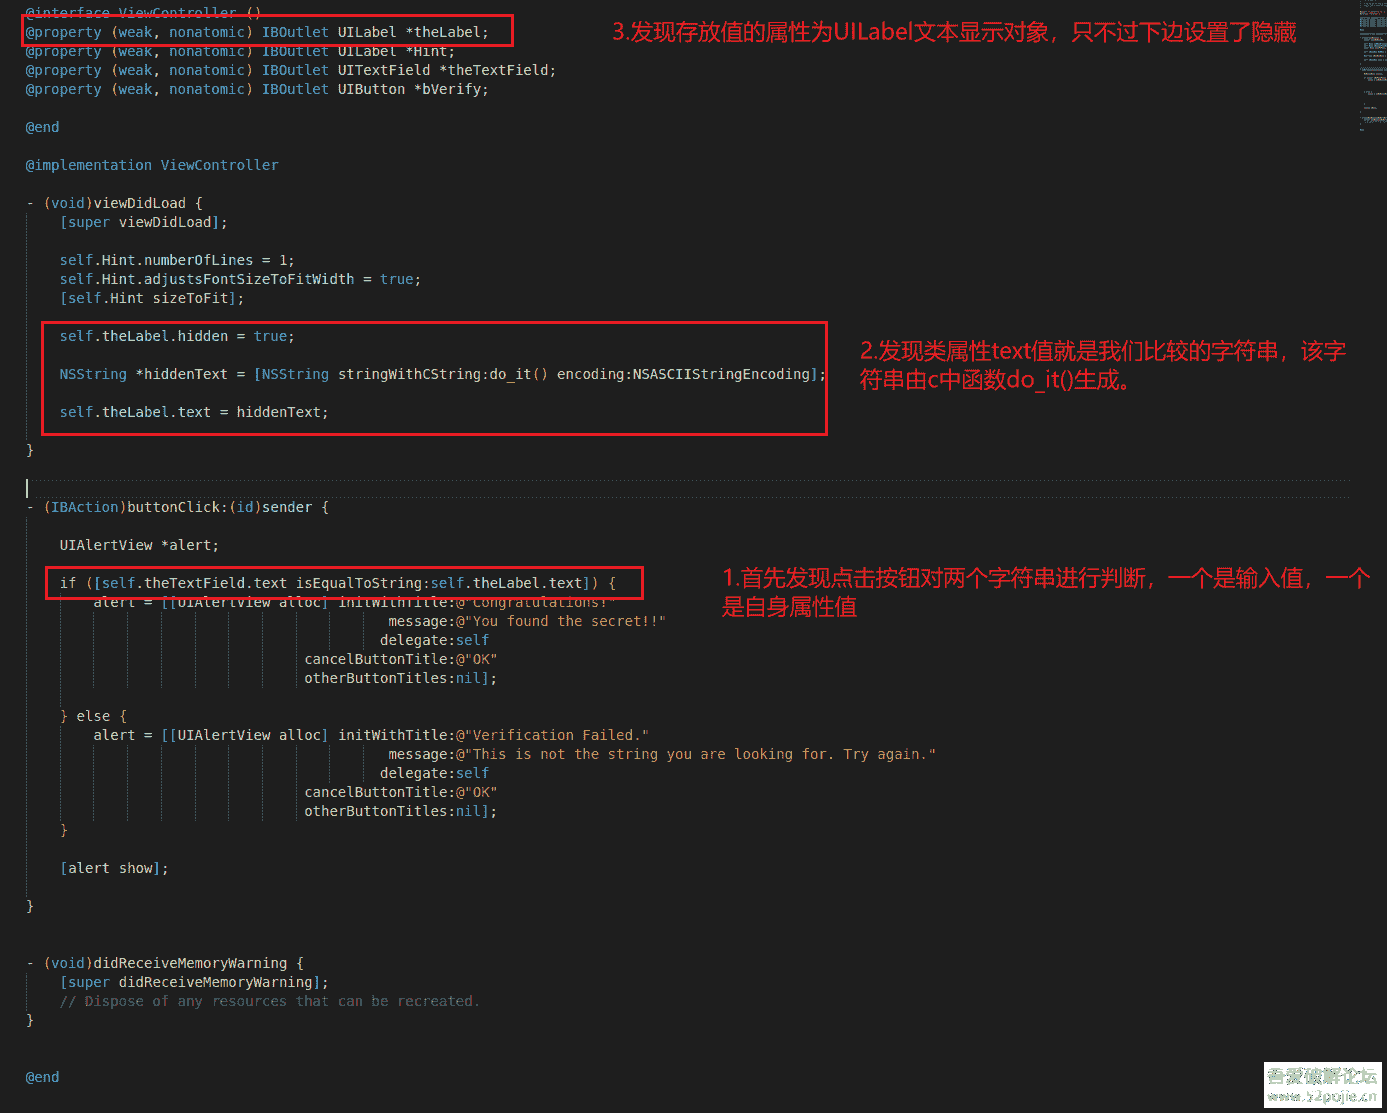 @interface ViewController ()
@property (weak, nonatomic) IBOutlet UILabel *theLabel;
3.发现存放值的属性为UILabel文本显示对象，只不过下边设置了隐藏
@property (weak, nonatomic) IBOutlet UILabel *Hint;
@property (weak, nonatomic) IBOutlet UITextField *theTextField;
@property (weak, nonatomic) IBOutlet UIButton *bVerify;
@end
@implementation ViewController
- (void)viewDidLoad {
[super viewDidLoad];
self.Hint.numberOfLines = 1;
self.Hint.adjustsFontSizeToFitWidth = true;
[self.Hint sizeToFit];
self.theLabel.hidden = true;
NSString *hiddenText = [NSString stringWithCString:do_it() encoding:NSASCIIStringEncoding];
self.theLabel.text = hiddenText;
2.发现类属性text值就是我们比较的字符串，该字
符串由c中函数do_it()生成。
}
- (IBAction)buttonClick:(id)sender {
UIAlertView *alert;
if ([self.theTextField.text isEqualToString:self.theLabel.text]) {
1.首先发现点击按钮对两个字符串进行判断，一个是输入值，一个
是自身属性值
alert = [[UIAlertView alloc] initWithTitle:@"Congratulations!"
message:@"You found the secret!!"
delegate:self
cancelButtonTitle:@"OK"
otherButtonTitles:nil];
} else {
alert = [[UIAlertView alloc] initWithTitle:@"Verification Failed."
message:@"This is not the string you are looking for. Try again."
delegate:self
cancelButtonTitle:@"OK"
otherButtonTitles:nil];
}
[alert show];
}
- (void)didReceiveMemoryWarning {
[super didReceiveMemoryWarning];
// Dispose of any resources that can be recreated.
}
@end
吾爱破解论坛
www.52pojie.cn